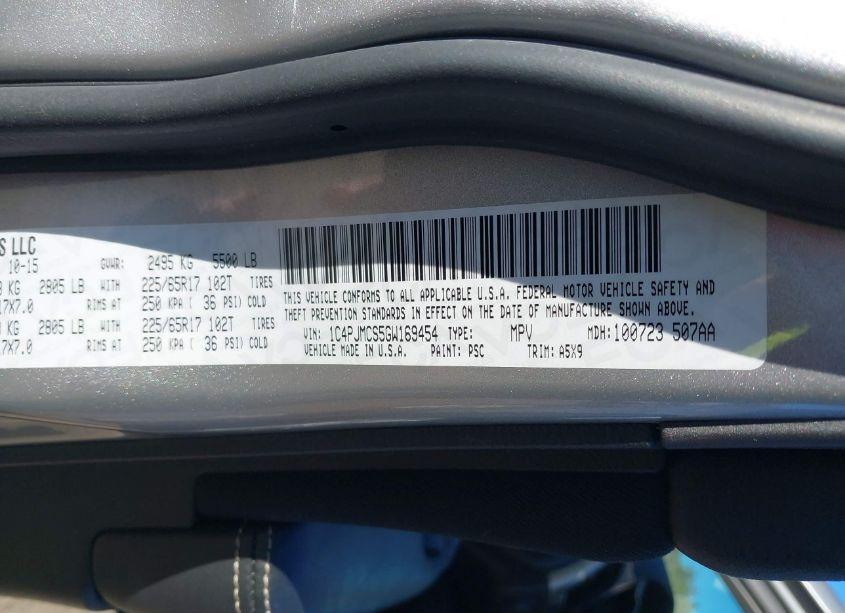 S LLC
10-15 GVWR: 2495 KG 5500 LB
KG 2805 LB WITH 225/65R17 102T TIRES
17X7.0 RIMS AT 250 KPA ( 36 PSI) COLD
KG 2805 LB WITH 225/65R17 102T TIRES
17X7.0 RIMS AT 250 KPA ( 36 PSI) COLD
THIS VEHICLE CONFORMS TO ALL APPLICABLE U.S.A. FEDERAL MOTOR VEHICLE SAFETY AND
THEFT PREVENTION STANDARDS IN EFFECT ON THE DATE OF MANUFACTURE SHOWN ABOVE.
VIN: 1C4PJMCS5GW169454 TYPE: MPV MDH: 100723 507AA
VEHICLE MADE IN U.S.A. PAINT: PSC TRIM: A5X9